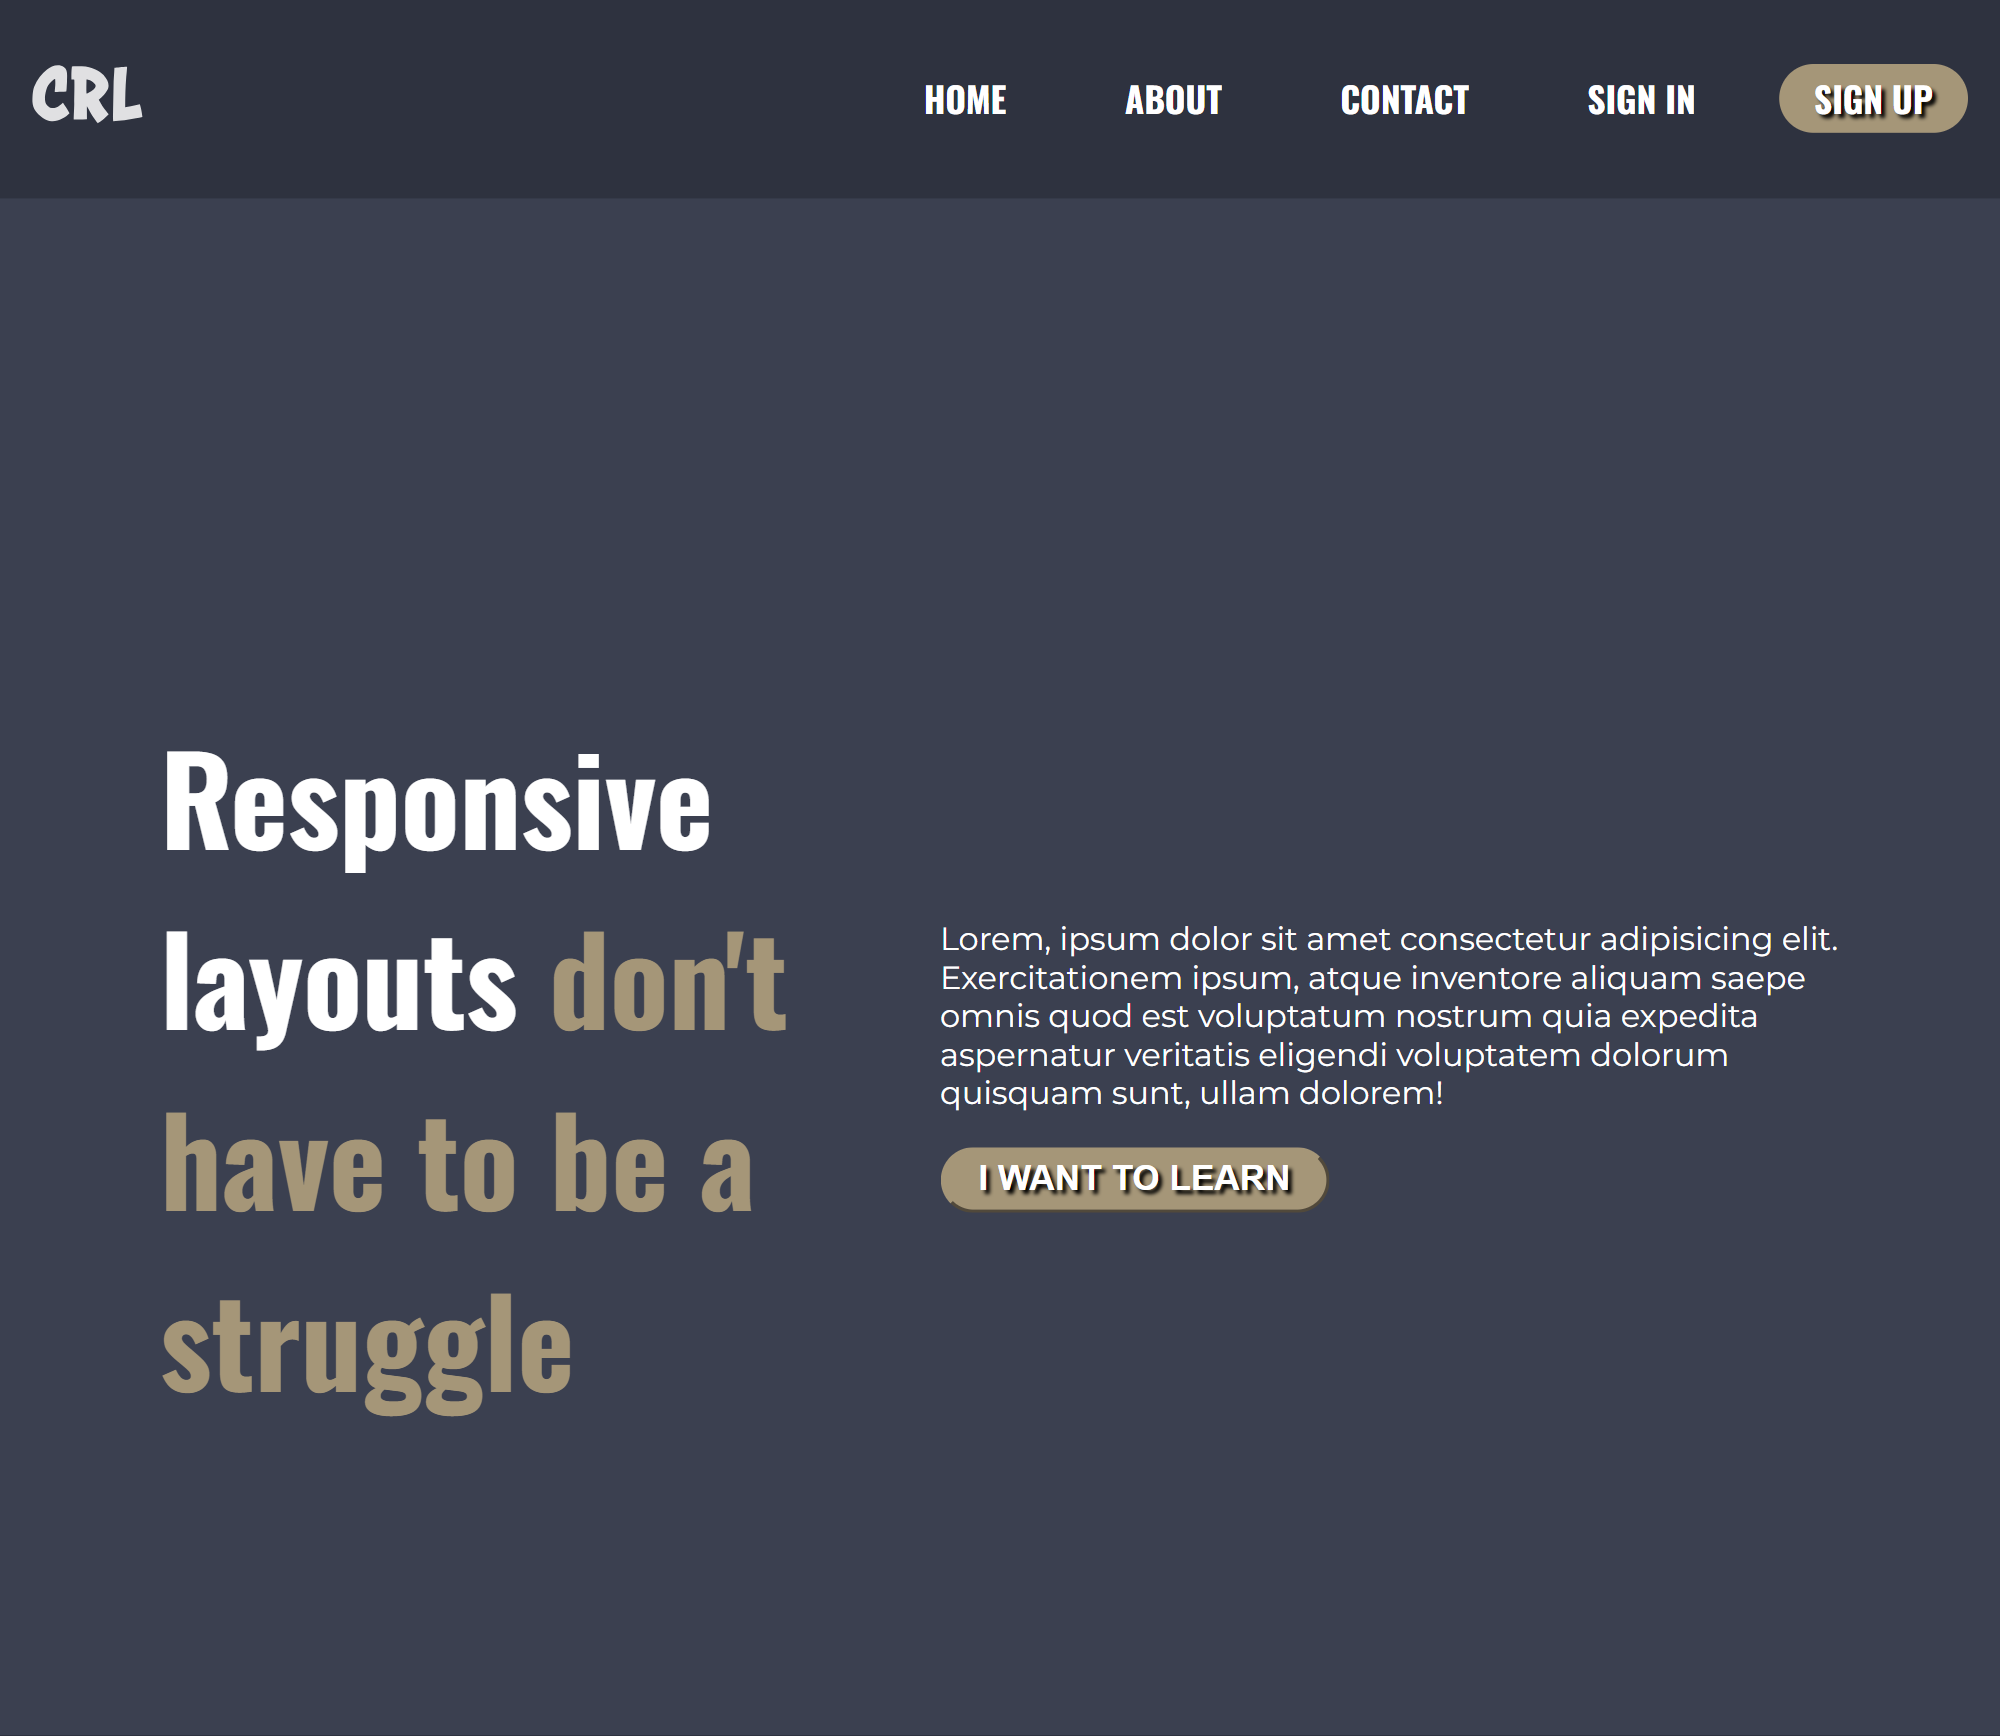 CRL
HOME ABOUT CONTACT SIGN IN SIGN UP
Responsive
layouts don't
have to be a
struggle
Lorem, ipsum dolor sit amet consectetur adipisicing elit.
Exercitationem ipsum, atque inventore aliquam saepe
omnis quod est voluptatum nostrum quia expedita
aspernatur veritatis eligendi voluptatem dolorum
quisquam sunt, ullam dolorem!
I WANT TO LEARN